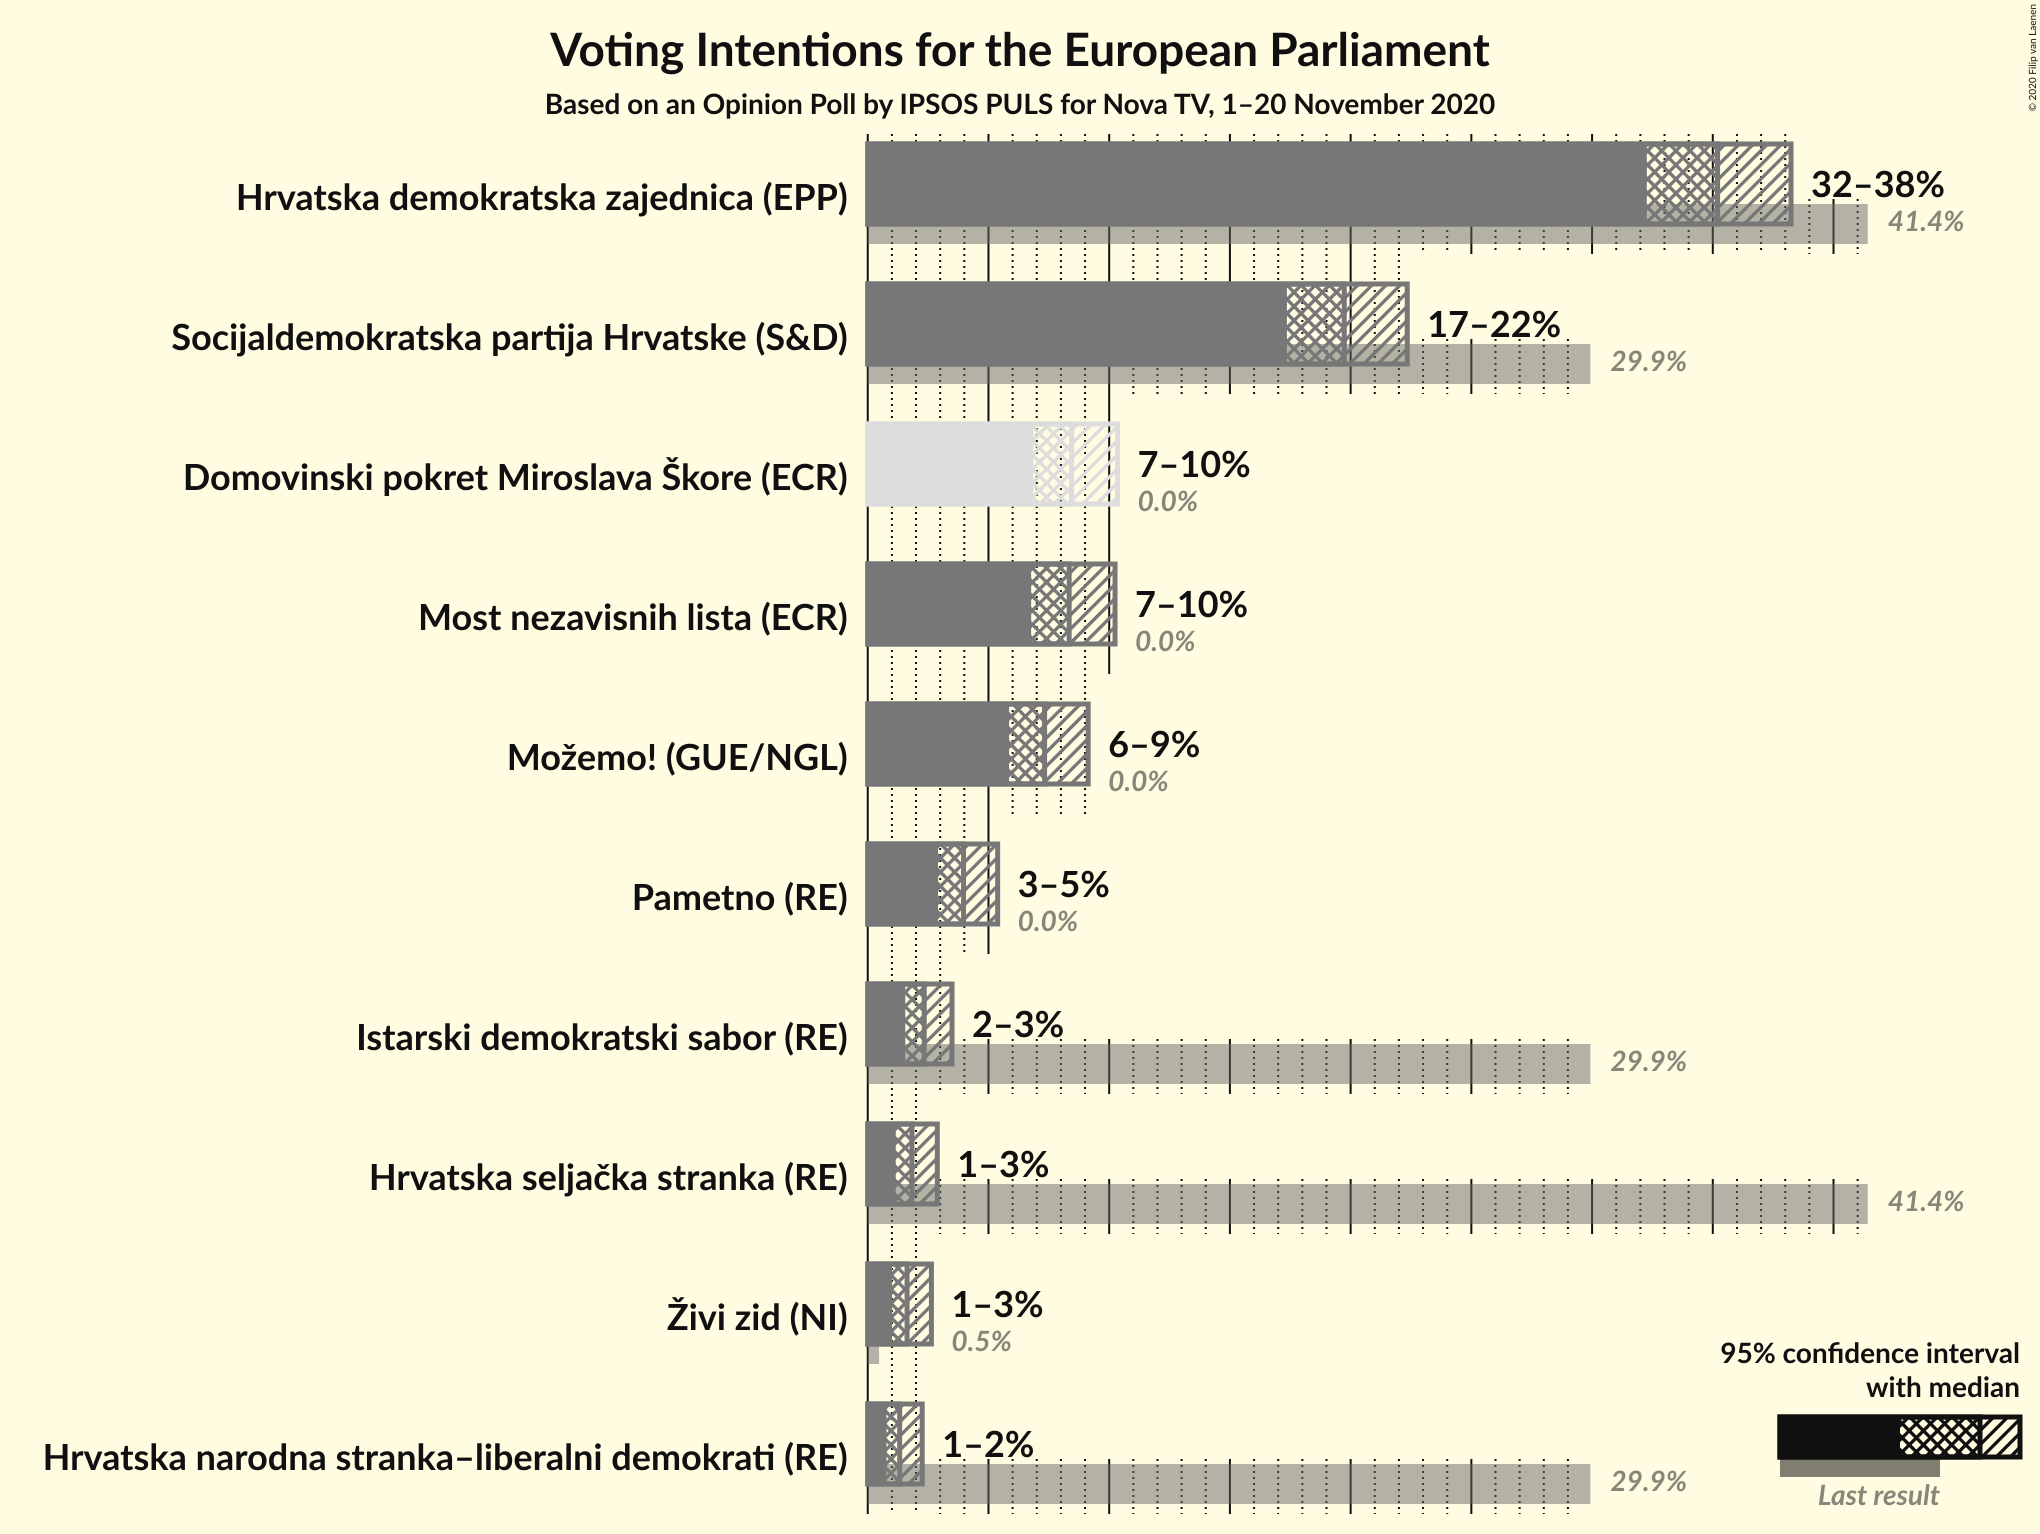 Voting Intentions for the European Parliament
Based on an Opinion Poll by IPSOS PULS for Nova TV, 1–20 November 2020
© 2020 Filip van Laenen
Hrvatska demokratska zajednica (EPP)
32–38%
41.4%
Socijaldemokratska partija Hrvatske (S&D)
17–22%
29.9%
Domovinski pokret Miroslava Škore (ECR)
7–10%
0.0%
Most nezavisnih lista (ECR)
7–10%
0.0%
Možemo! (GUE/NGL)
6–9%
0.0%
Pametno (RE)
3–5%
0.0%
Istarski demokratski sabor (RE)
2–3%
29.9%
Hrvatska seljačka stranka (RE)
1–3%
41.4%
Živi zid (NI)
1–3%
0.5%
Hrvatska narodna stranka–liberalni demokrati (RE)
1–2%
29.9%
95% confidence interval
with median
Last result